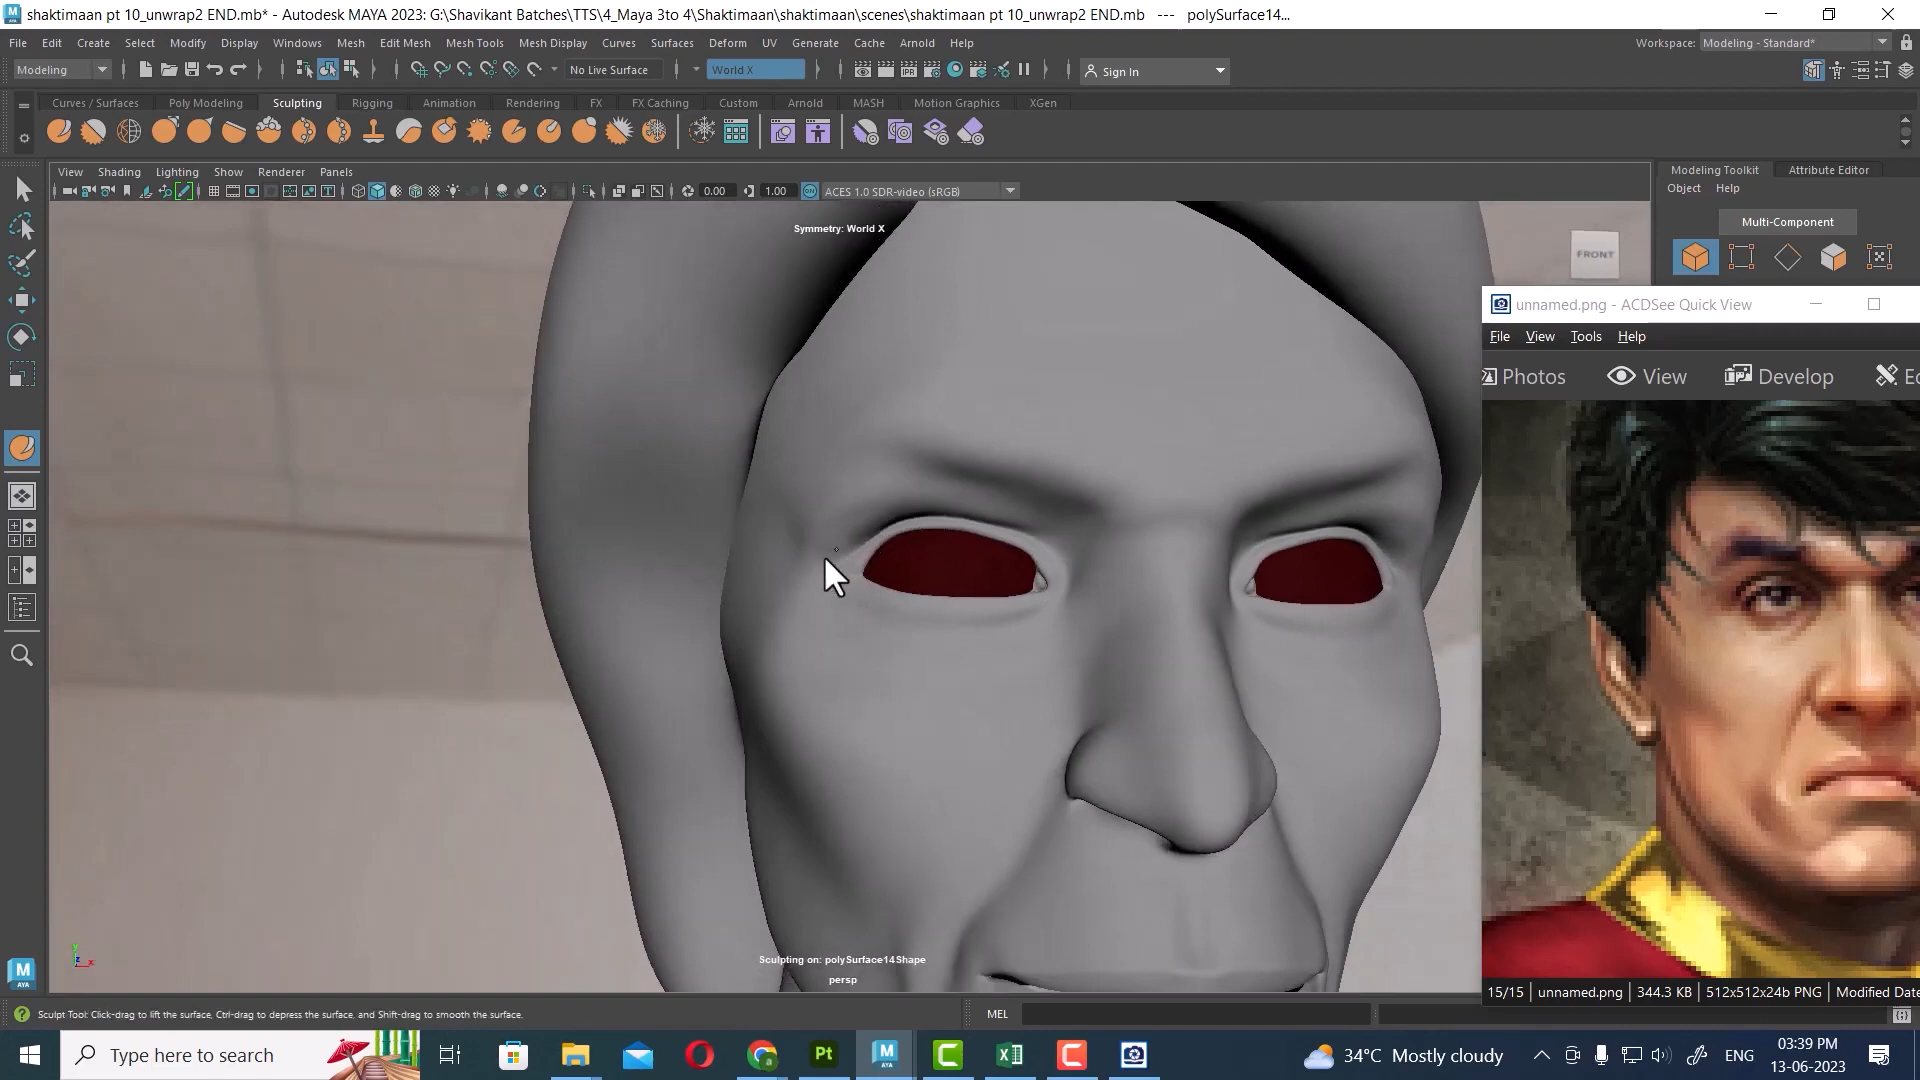 shaktimaan pt 10_unwrap2 END.mb* - Autodesk MAYA 2023: G:\Shavikant Batches\TTS\4_Maya 3to 4\Shaktimaan\shaktimaan\scenes\shaktimaan pt 10_unwrap2 END.mb --- polySurface14...
File Edit Create Select Modify Display Windows Mesh Edit Mesh Mesh Tools Mesh Display Curves Surfaces Deform UV Generate Cache Arnold Help
Workspace: Modeling - Standard*
Modeling
No Live Surface
World X
Sign In
Curves / Surfaces Poly Modeling Sculpting Rigging Animation Rendering FX FX Caching Custom Arnold MASH Motion Graphics XGen
View Shading Lighting Show Renderer Panels
Modeling Toolkit Attribute Editor
Object Help
IPR
0.00 1.00 ON ACES 1.0 SDR-video (sRGB)
Multi-Component
Symmetry: World X
FRONT
unnamed.png - ACDSee Quick View
File View Tools Help
Photos View Develop Ed
Sculpting on: polySurface14Shape
persp
y
z x
M
AYA
15/15 unnamed.png 344.3 KB 512x512x24b PNG Modified Date
Sculpt Tool: Click-drag to lift the surface, Ctrl-drag to depress the surface, and Shift-drag to smooth the surface.
MEL
Type here to search
Pt
M
AYA
34°C Mostly cloudy
ENG
03:39 PM
13-06-2023